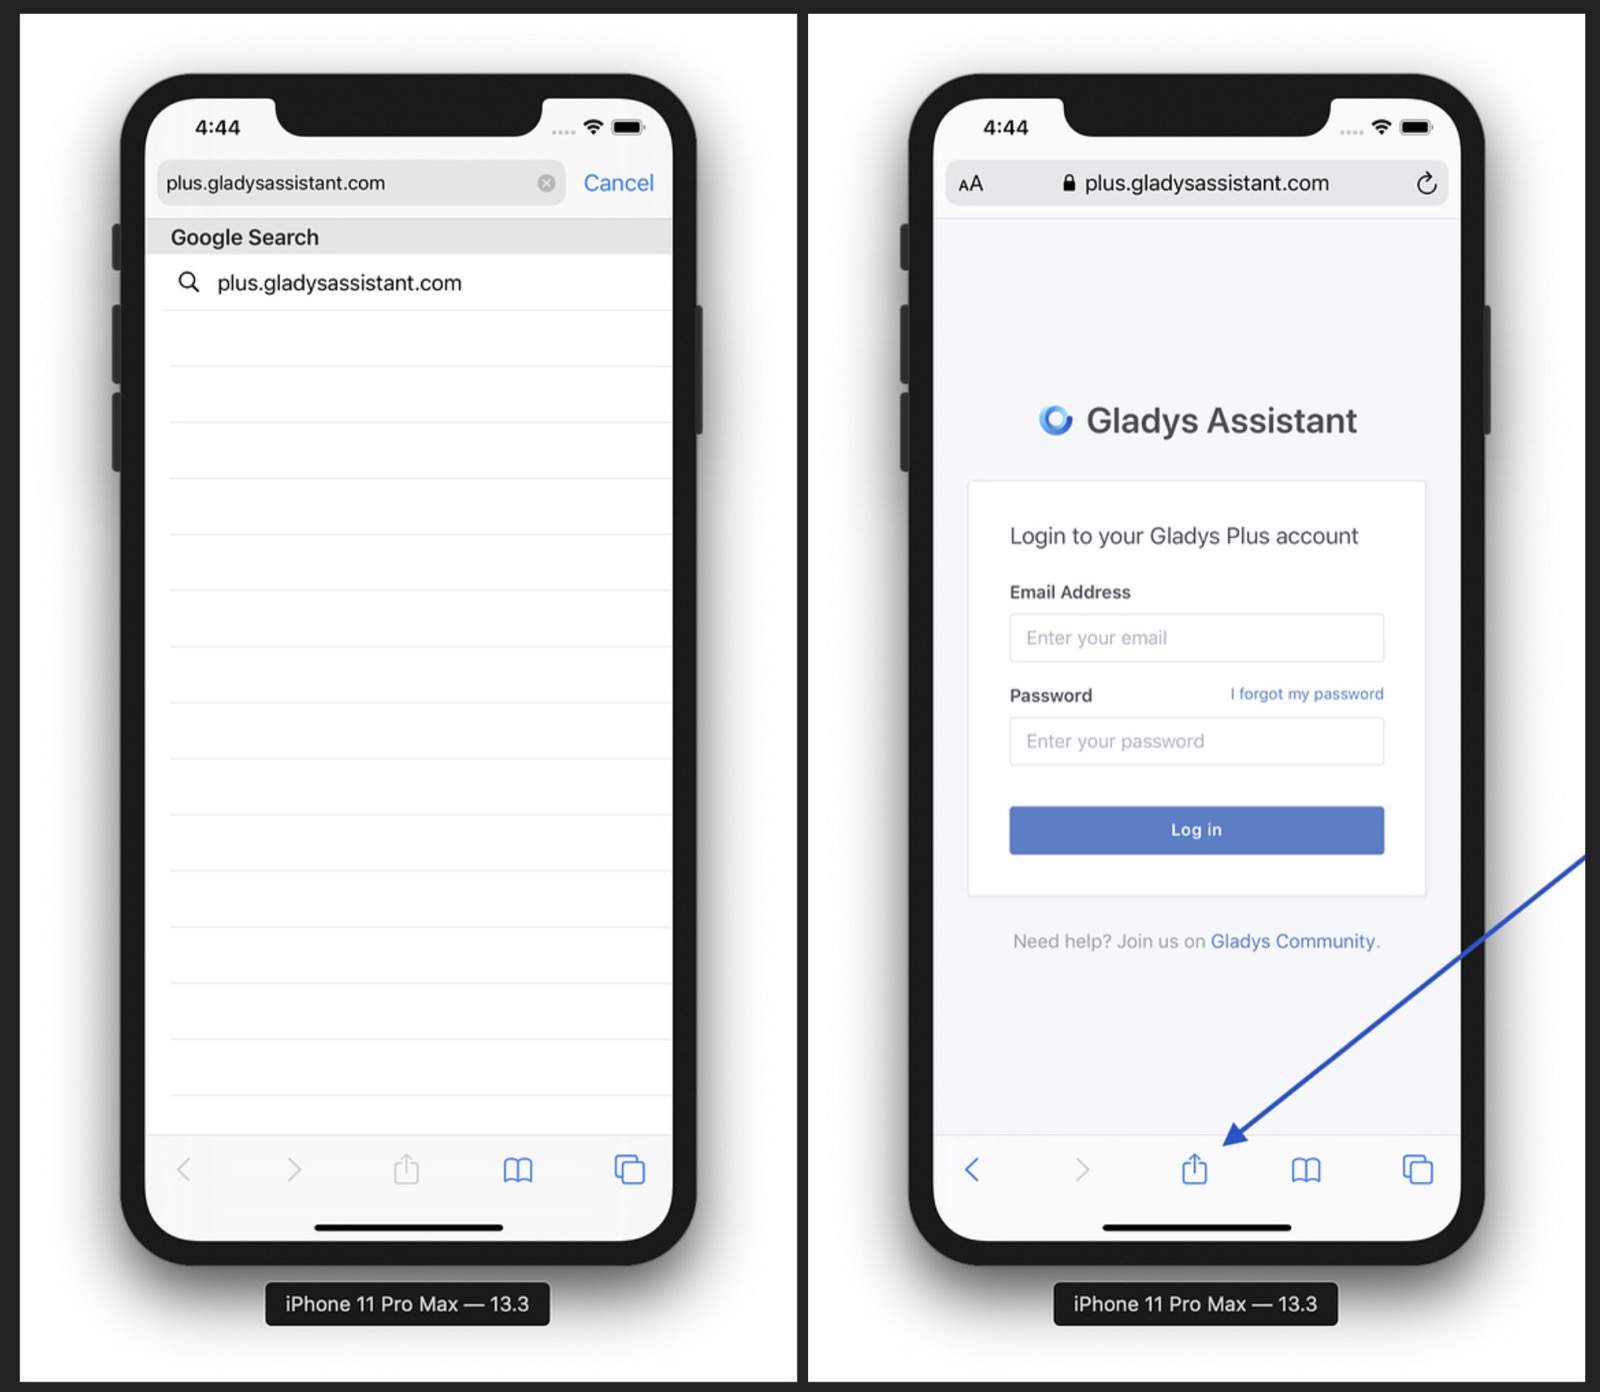 4:44
plus.gladysassistant.com
Cancel
Google Search
plus.gladysassistant.com
iPhone 11 Pro Max — 13.3
4:44
AA
plus.gladysassistant.com
Gladys Assistant
Login to your Gladys Plus account
Email Address
Enter your email
Password
I forgot my password
Enter your password
Log in
Need help? Join us on Gladys Community.
iPhone 11 Pro Max — 13.3